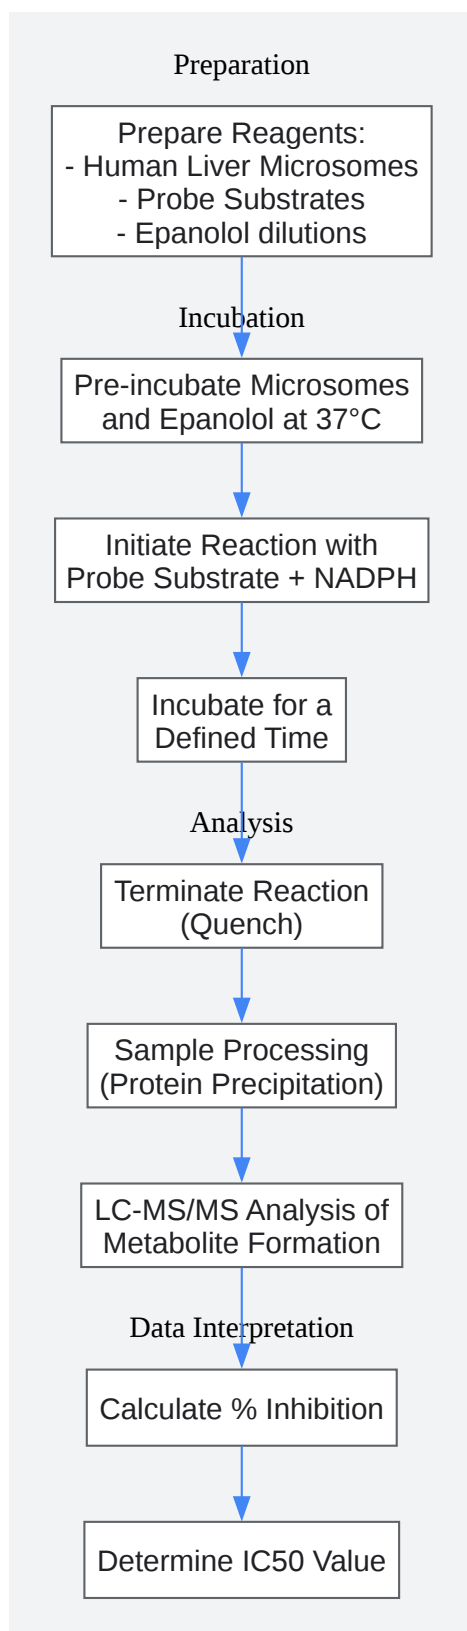 Preparation
Prepare Reagents:
- Human Liver Microsomes
- Probe Substrates
- Epanolol dilutions
Incubation
Pre-incubate Microsomes
and Epanolol at 37°C
Initiate Reaction with
Probe Substrate + NADPH
Incubate for a
Defined Time
Analysis
Terminate Reaction
(Quench)
Sample Processing
(Protein Precipitation)
LC-MS/MS Analysis of
Metabolite Formation
Data Interpretation
Calculate % Inhibition
Determine IC50 Value